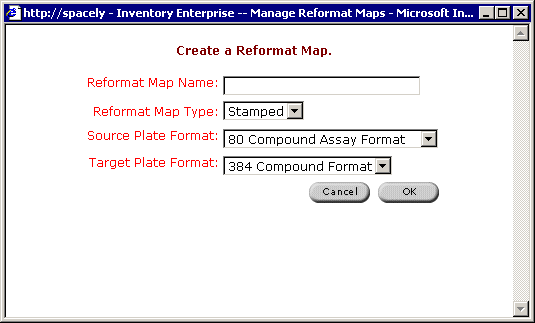 http://spacely - Inventory Enterprise -- Manage Reformat Maps - Microsoft In...
Create a Reformat Map.
Reformat Map Name:
Reformat Map Type: Stamped
Source Plate Format: 80 Compound Assay Format
Target Plate Format: 384 Compound Format
Cancel OK